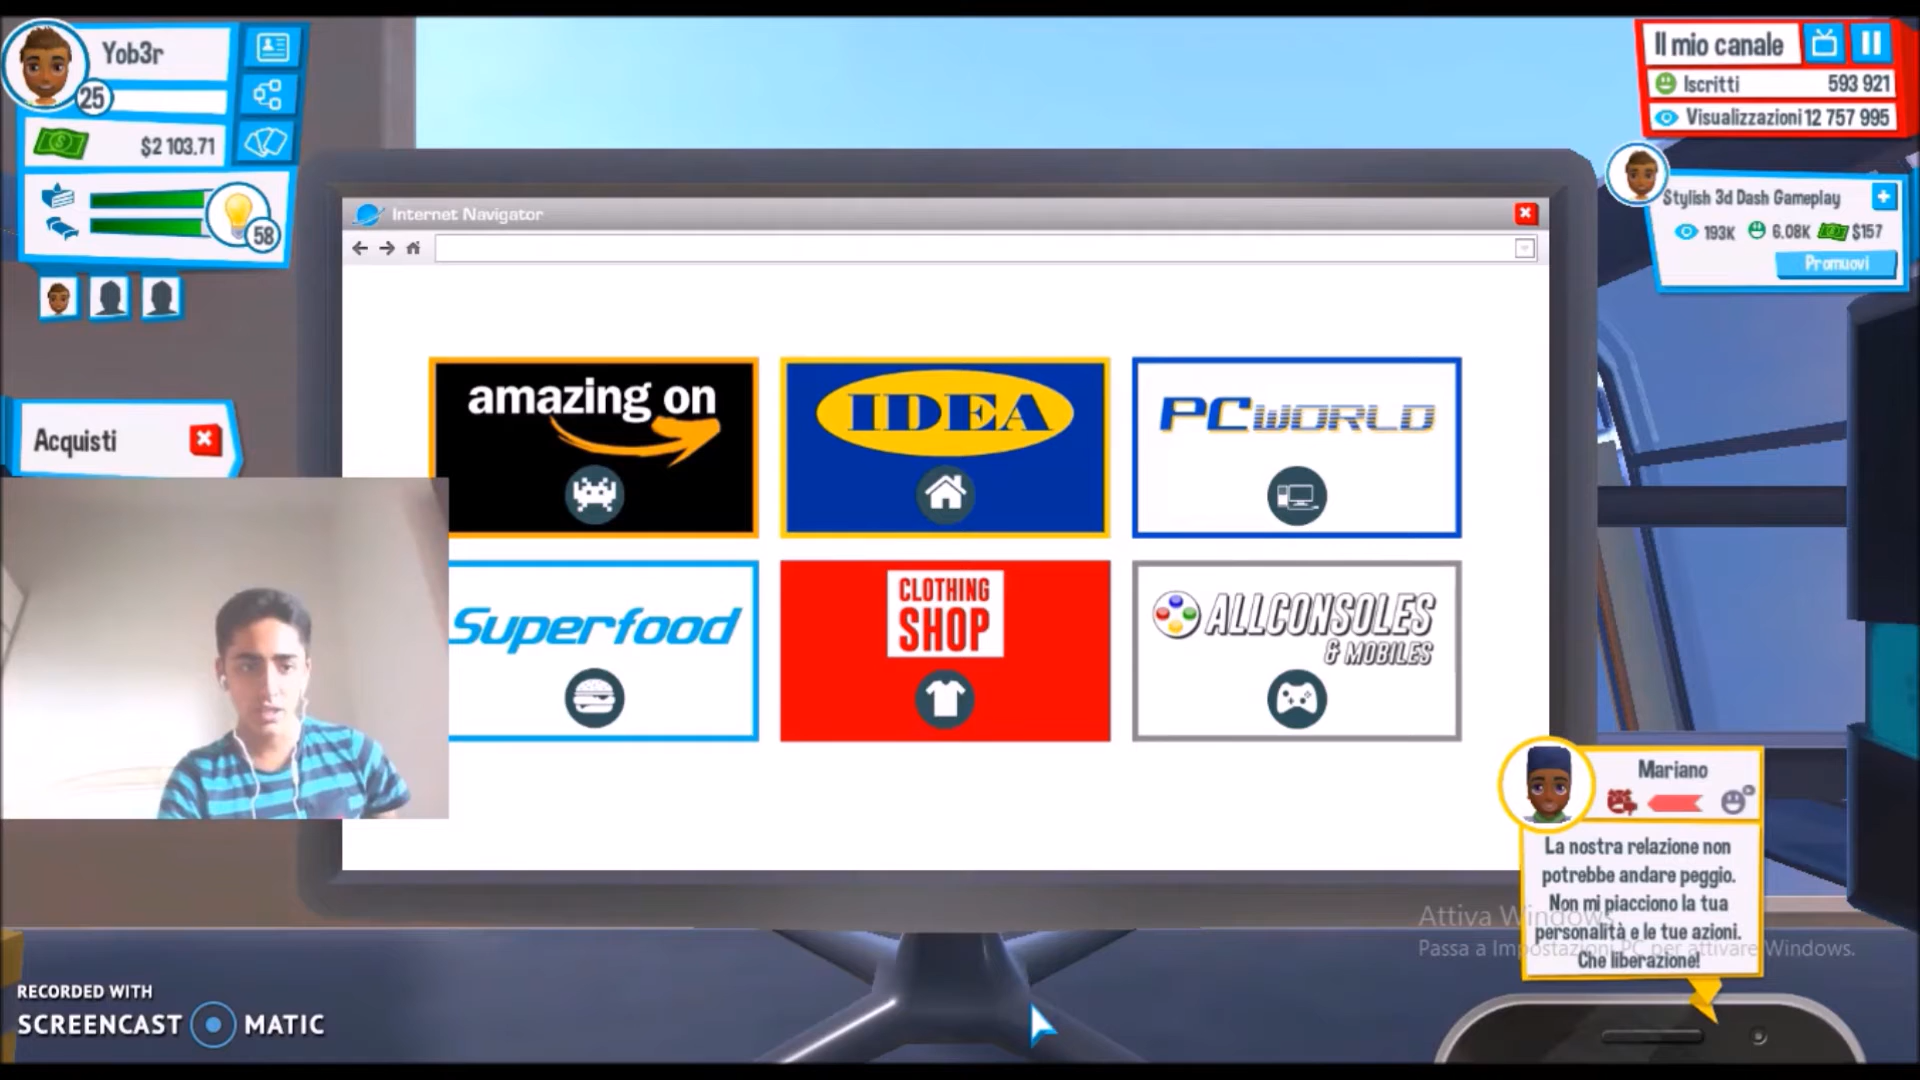 Yob3r
25
$2 103.71
58
Il mio canale
Iscritti 593 921
Visualizzazioni 12 757 995
Stylish 3d Dash Gameplay
193K 6.08K $157
Promuovi
Internet Navigator
Acquisti
amazing on
IDEA
PCWORLD
Superfood
CLOTHING
SHOP
ALLCONSOLES
& MOBILES
Mariano
La nostra relazione non
potrebbe andare peggio.
Non mi piacciono la tua
personalità e le tue azioni.
Che liberazione!
Attiva Windows
Passa a Impostazioni PC per attivare Windows.
RECORDED WITH
SCREENCAST MATIC